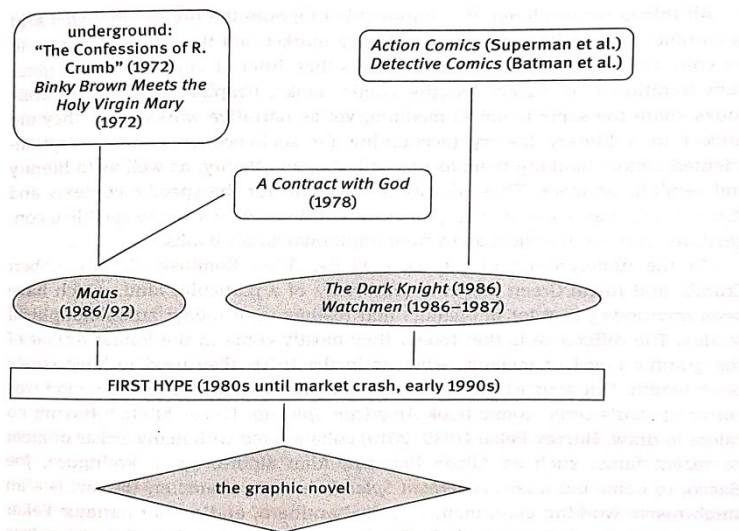 underground:
“The Confessions of R.
Crumb” (1972)
Binky Brown Meets the
Holy Virgin Mary
(1972)
Action Comics (Superman et al.)
Detective Comics (Batman et al.)
A Contract with God
(1978)
Maus
(1986/92)
The Dark Knight (1986)
Watchmen (1986–1987)
FIRST HYPE (1980s until market crash, early 1990s)
the graphic novel